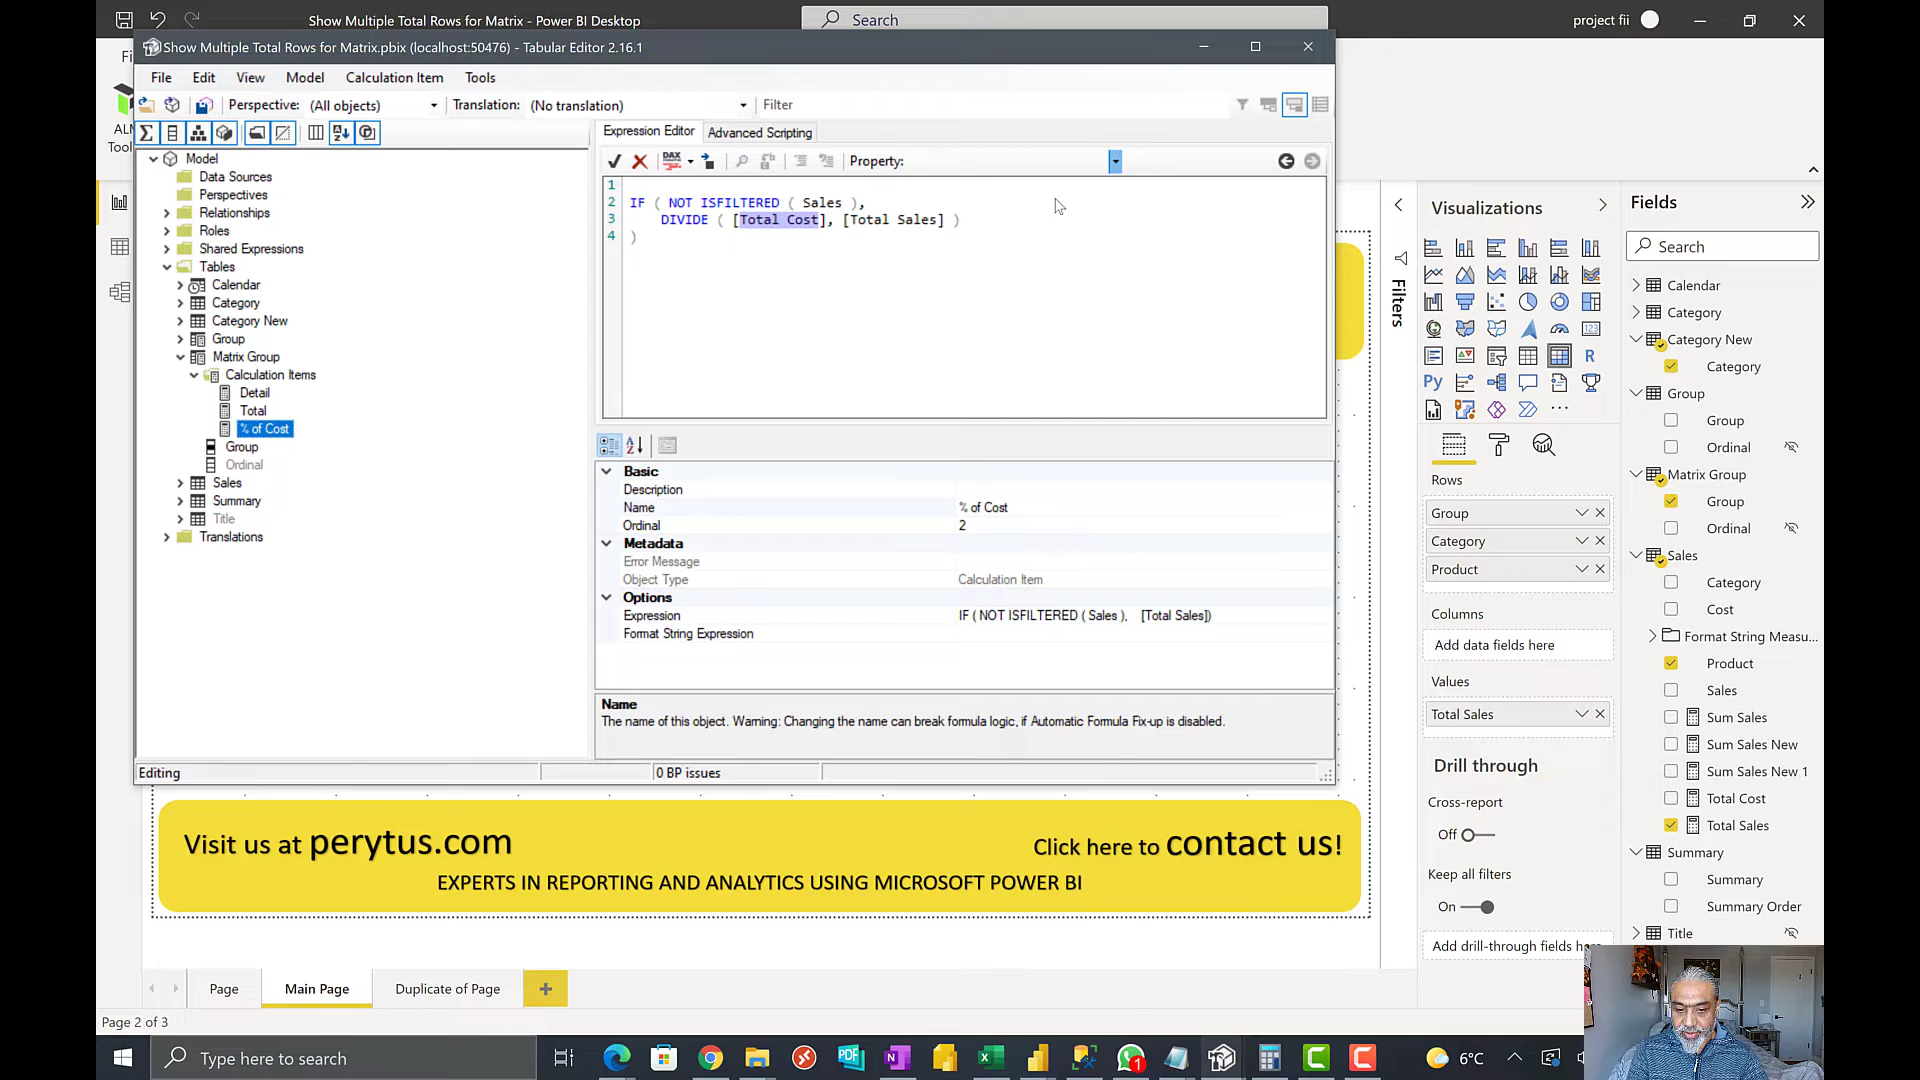 Show Multiple Total Rows for Matrix - Power BI Desktop
Search
project fii
Show Multiple Total Rows for Matrix.pbix (localhost:50476) - Tabular Editor 2.16.1
File Edit View Model Calculation Item Tools
Perspective: (All objects) Translation: (No translation) Filter
Model
Data Sources
Perspectives
Relationships
Roles
Shared Expressions
Tables
Calendar
Category
Category New
Group
Matrix Group
Calculation Items
Detail
Total
% of Cost
Group
Ordinal
Sales
Summary
Title
Translations
Expression Editor Advanced Scripting
DAX
Property:
1
2 IF ( NOT ISFILTERED ( Sales ),
3 DIVIDE ( [Total Cost], [Total Sales] )
4 )
Basic
Description
Name % of Cost
Ordinal 2
Metadata
Error Message
Object Type Calculation Item
Options
Expression IF ( NOT ISFILTERED ( Sales ), [Total Sales])
Format String Expression
Name
The name of this object. Warning: Changing the name can break formula logic, if Automatic Formula Fix-up is disabled.
Editing
0 BP issues
Visit us at perytus.com
Click here to contact us!
EXPERTS IN REPORTING AND ANALYTICS USING MICROSOFT POWER BI
Page Main Page Duplicate of Page
Page 2 of 3
Filters
Visualizations
R
Py
Rows
Group
Category
Product
Columns
Add data fields here
Values
Total Sales
Drill through
Cross-report
Off
Keep all filters
On
Add drill-through fields
Fields
Search
Calendar
Category
Category New
Category
Group
Group
Ordinal
Matrix Group
Group
Ordinal
Sales
Category
Cost
Format String Measu...
Product
Sales
Sum Sales
Sum Sales New
Sum Sales New 1
Total Cost
Total Sales
Summary
Summary
Summary Order
Title
Type here to search
PDF
1
6°C